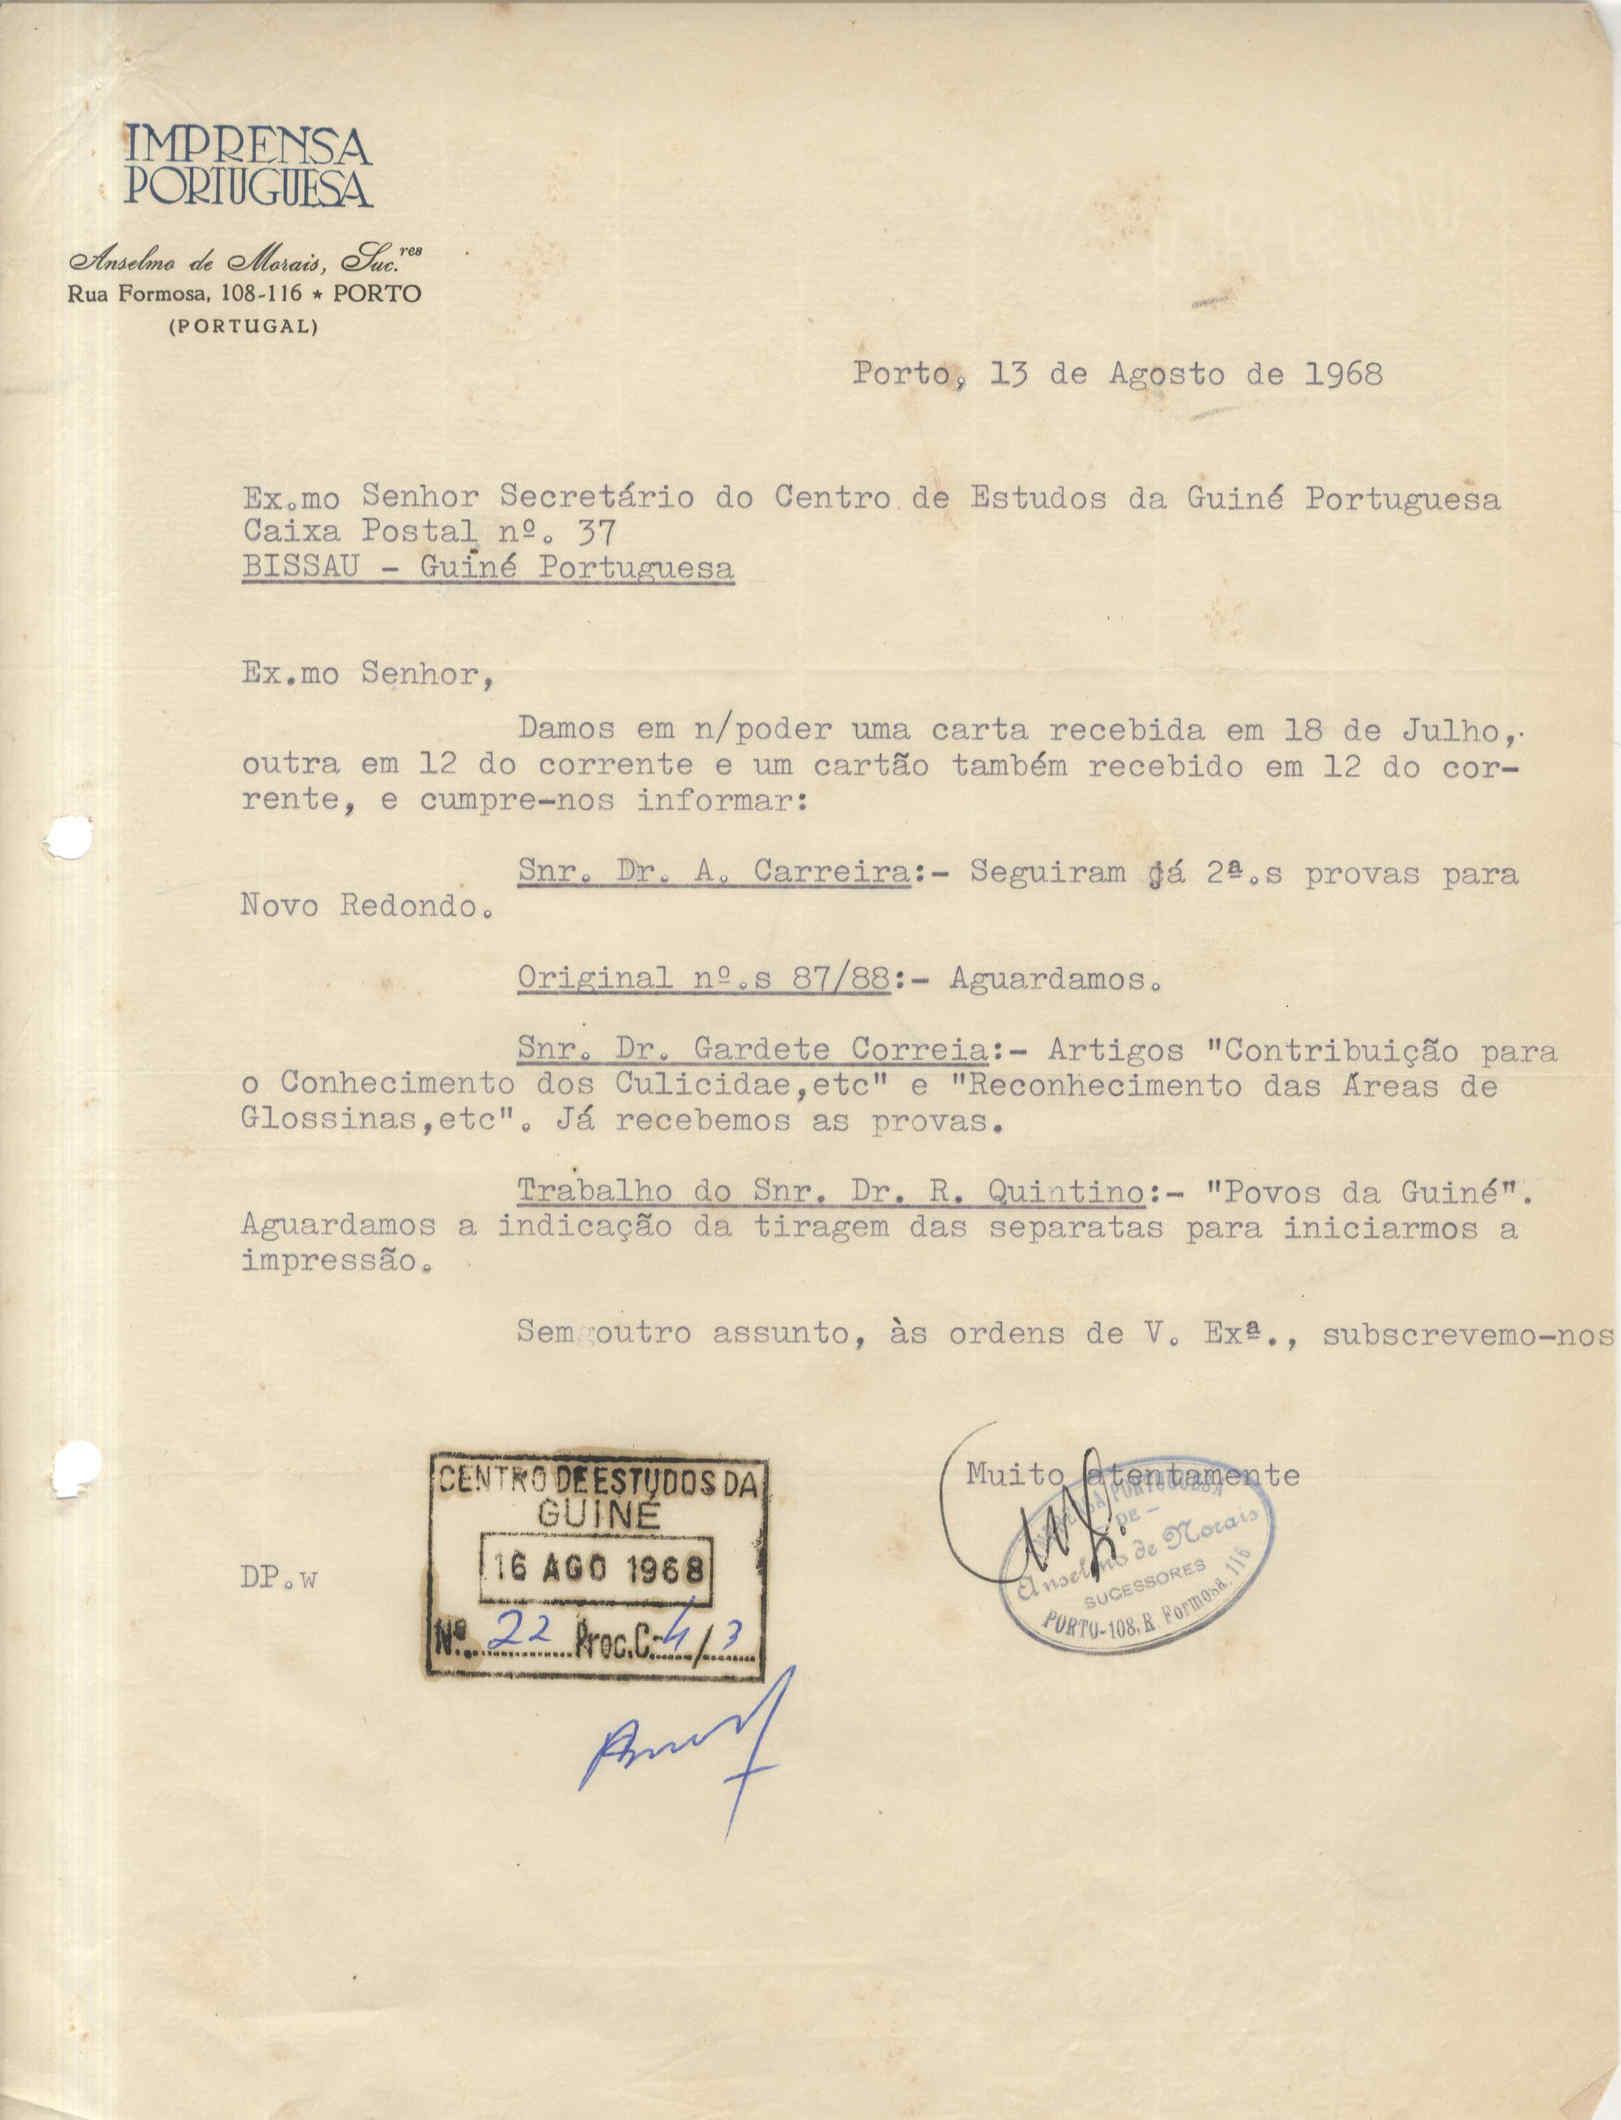 IMPRENSA
PORTUGUESA
Anselmo de Morais, Suc.res
Rua Formosa, 108-116 * PORTO
(PORTUGAL)
Porto, 13 de Agosto de 1968
Ex.mo Senhor Secretário do Centro de Estudos da Guiné Portuguesa
Caixa Postal nº. 37
BISSAU - Guiné Portuguesa
Ex.mo Senhor,
Damos em n/poder uma carta recebida em 18 de Julho,
outra em 12 do corrente e um cartão também recebido em 12 do cor-
rente, e cumpre-nos informar:
Snr. Dr. A. Carreira:- Seguiram já 2ª.s provas para
Novo Redondo.
Original nº.s 87/88:- Aguardamos.
Snr. Dr. Gardete Correia:- Artigos "Contribuição para
o Conhecimento dos Culicidae,etc" e "Reconhecimento das Áreas de
Glossinas,etc". Já recebemos as provas.
Trabalho do Snr. Dr. R. Quintino:- "Povos da Guiné".
Aguardamos a indicação da tiragem das separatas para iniciarmos a
impressão.
Sem outro assunto, às ordens de V. Exª., subscrevemo-nos
Muito atentamente
IMPRENSA PORTUGUESA
- DE -
Anselmo de Morais
SUCESSORES
PORTO-108, R. Formosa, 116
CENTRO DE ESTUDOS DA
GUINÉ
16 AGO 1968
Nº 22 Proc.C. 4/3
DP.w